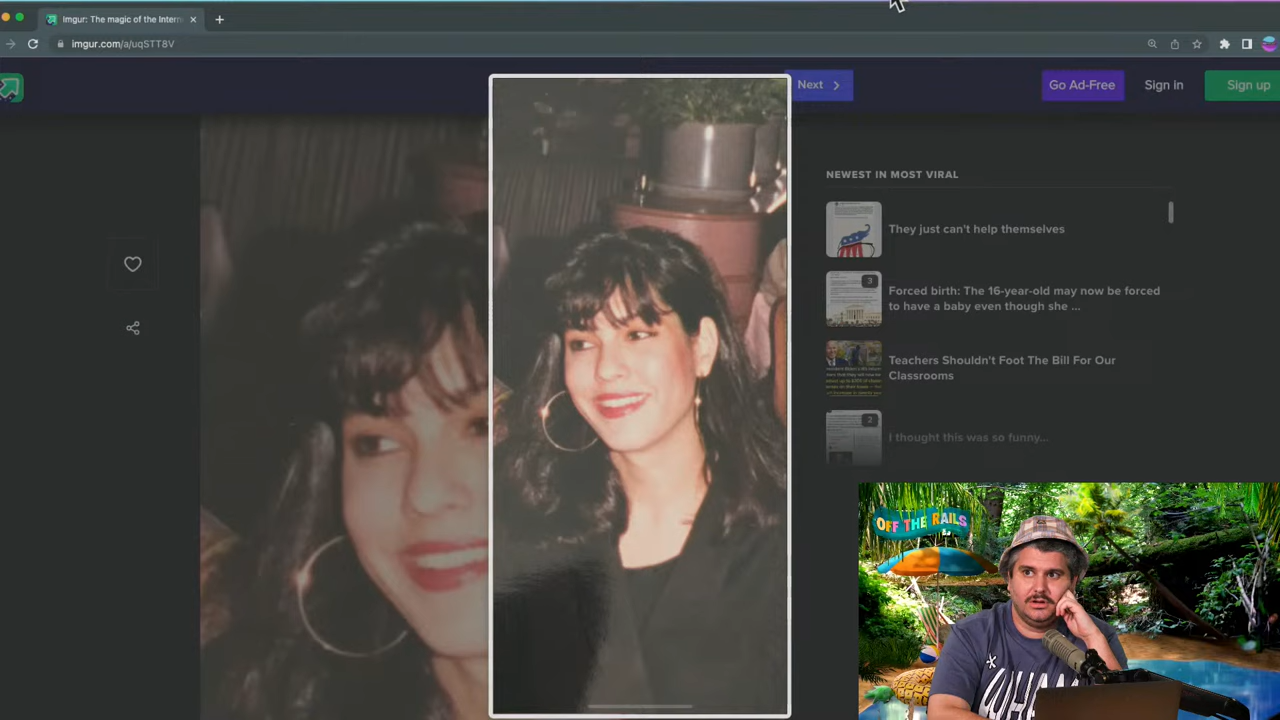 Imgur: The magic of the Intern
imgur.com/a/uqSTT8V
Next
Go Ad-Free
Sign in
Sign up
NEWEST IN MOST VIRAL
They just can't help themselves
3
Forced birth: The 16-year-old may now be forced
to have a baby even though she ...
Teachers Shouldn't Foot The Bill For Our
Classrooms
2
I thought this was so funny...
OFF THE RAILS